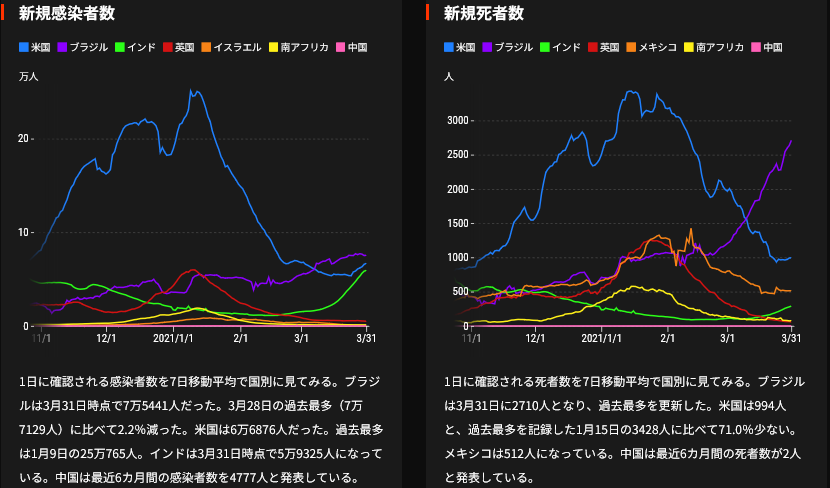 新規感染者数
米国 ブラジル インド 英国 イスラエル 南アフリカ 中国
万人
20
10
0
11/1 12/1 2021/1/1 2/1 3/1 3/31
1日に確認される感染者数を7日移動平均で国別に見てみる。ブラジ
ルは3月31日時点で7万5441人だった。3月28日の過去最多（7万
7129人）に比べて2.2%減った。米国は6万6876人だった。過去最多
は1月9日の25万765人。インドは3月31日時点で5万9325人になって
いる。中国は最近6カ月間の感染者数を4777人と発表している。
新規死者数
米国 ブラジル インド 英国 メキシコ 南アフリカ 中国
人
3000
2500
2000
1500
1000
500
0
11/1 12/1 2021/1/1 2/1 3/1 3/31
1日に確認される死者数を7日移動平均で国別に見てみる。ブラジル
は3月31日に2710人となり、過去最多を更新した。米国は994人
と、過去最多を記録した1月15日の3428人に比べて71.0%少ない。
メキシコは512人になっている。中国は最近6カ月間の死者数が2人
と発表している。